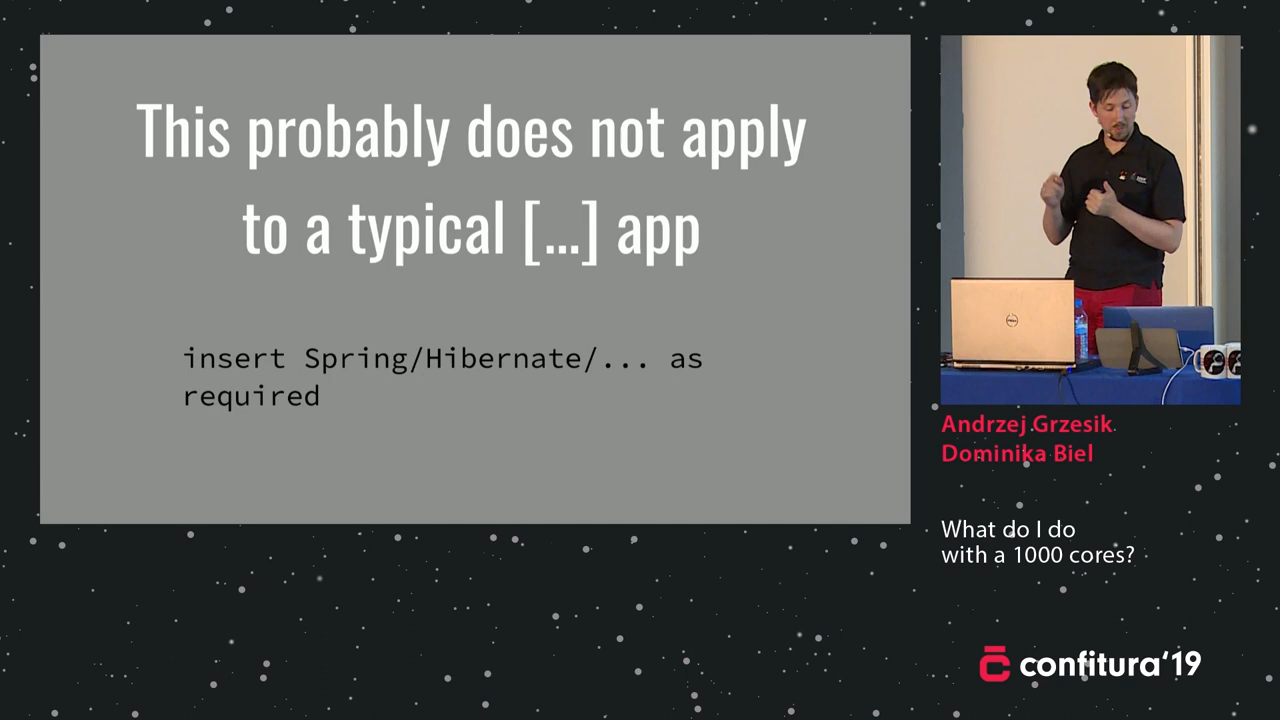 This probably does not apply
to a typical [...] app
insert Spring/Hibernate/... as
required
Andrzej Grzesik
Dominika Biel
What do I do
with a 1000 cores?
confitura'19